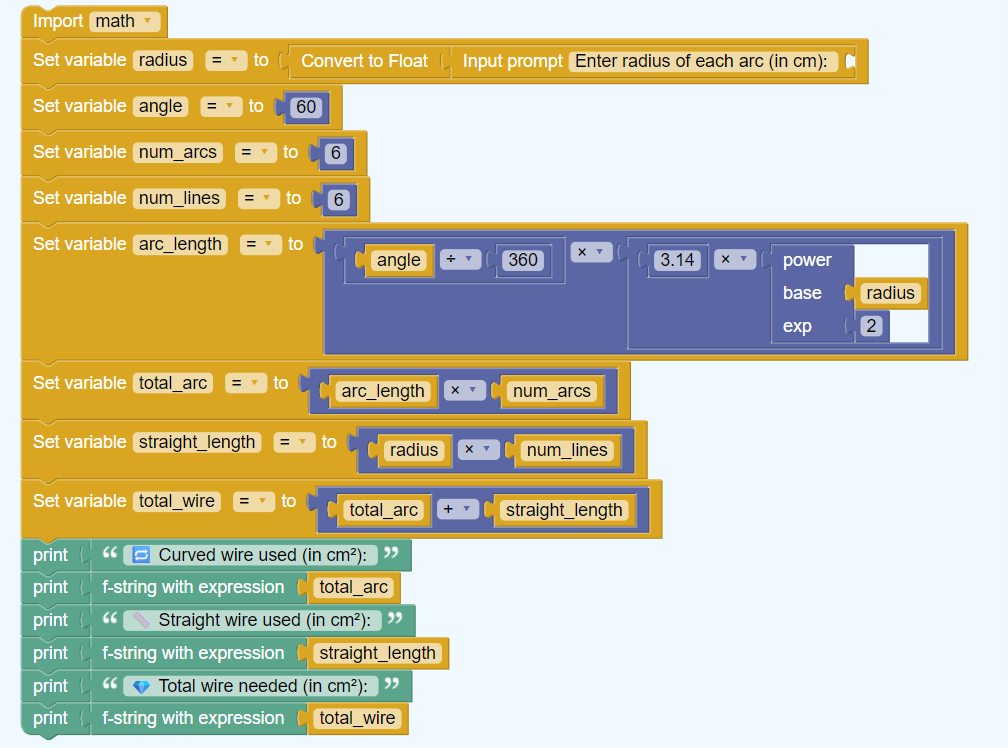 Import math
Set variable radius = to Convert to Float Input prompt Enter radius of each arc (in cm):
Set variable angle = to 60
Set variable num_arcs = to 6
Set variable num_lines = to 6
Set variable arc_length = to angle ÷ 360 × 3.14 × power
base radius
exp 2
Set variable total_arc = to arc_length × num_arcs
Set variable straight_length = to radius × num_lines
Set variable total_wire = to total_arc + straight_length
print “ 🔁 Curved wire used (in cm²): ”
print f-string with expression total_arc
print “ 📏 Straight wire used (in cm²): ”
print f-string with expression straight_length
print “ 💎 Total wire needed (in cm²): ”
print f-string with expression total_wire